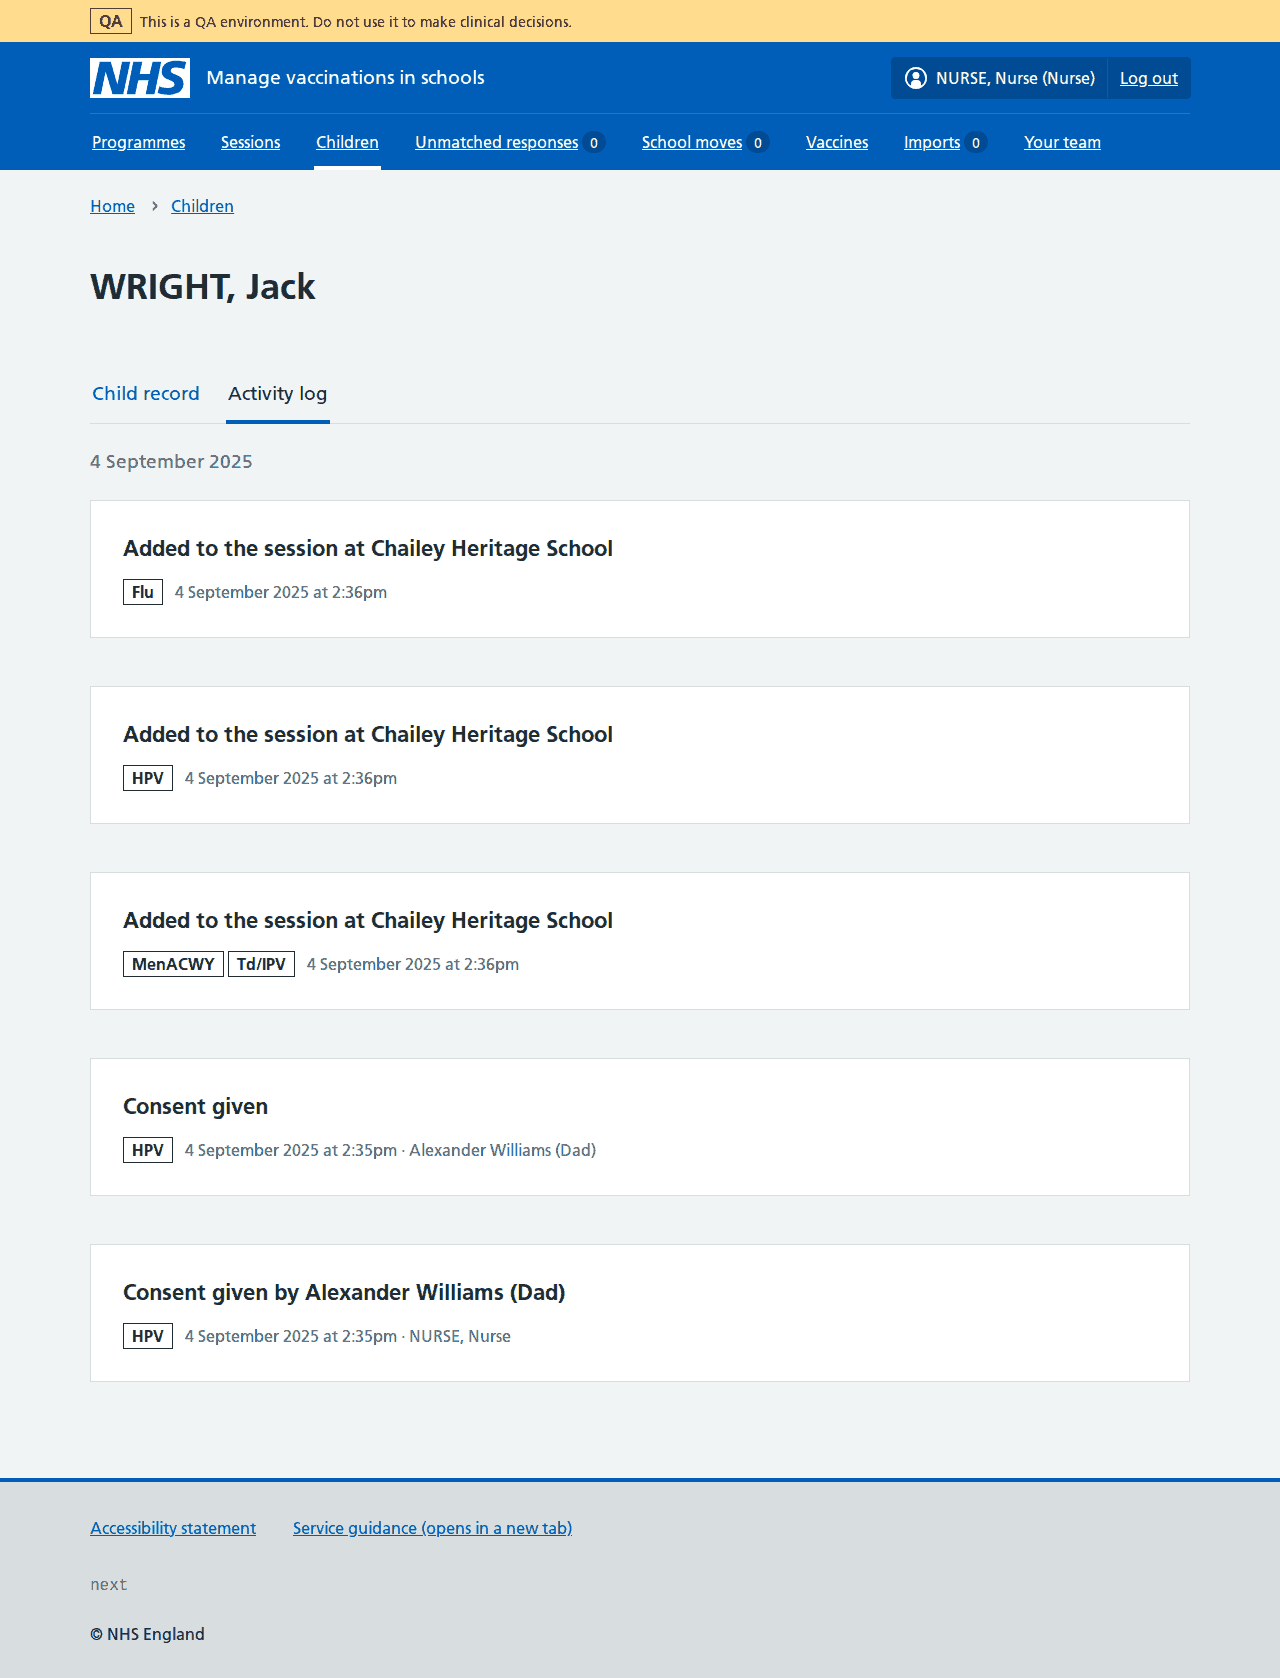 QA This is a QA environment. Do not use it to make clinical decisions.
NHS Manage vaccinations in schools NURSE, Nurse (Nurse) Log out
Programmes Sessions Children Unmatched responses 0 School moves 0 Vaccines Imports 0 Your team
Home › Children
WRIGHT, Jack
Child record Activity log
4 September 2025
Added to the session at Chailey Heritage School
Flu 4 September 2025 at 2:36pm
Added to the session at Chailey Heritage School
HPV 4 September 2025 at 2:36pm
Added to the session at Chailey Heritage School
MenACWY Td/IPV 4 September 2025 at 2:36pm
Consent given
HPV 4 September 2025 at 2:35pm · Alexander Williams (Dad)
Consent given by Alexander Williams (Dad)
HPV 4 September 2025 at 2:35pm · NURSE, Nurse
Accessibility statement Service guidance (opens in a new tab)
next
© NHS England